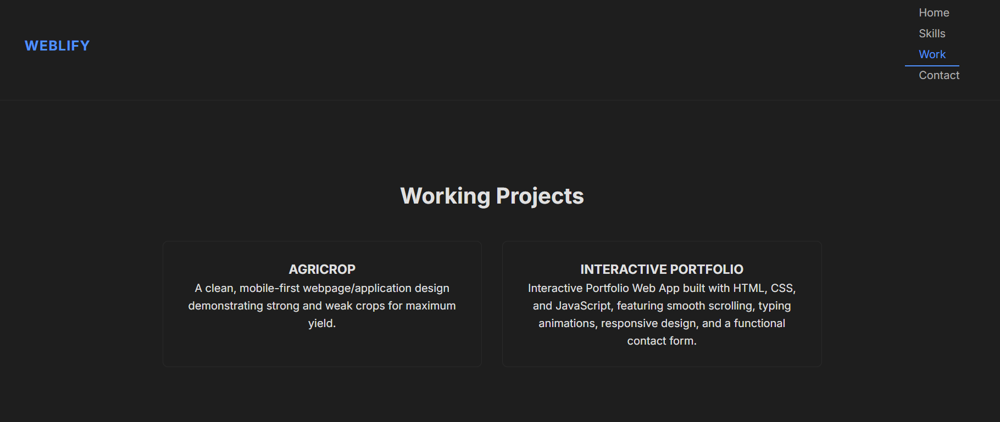 WEBLIFY
Home
Skills
Work
Contact
Working Projects
AGRICROP
A clean, mobile-first webpage/application design
demonstrating strong and weak crops for maximum
yield.
INTERACTIVE PORTFOLIO
Interactive Portfolio Web App built with HTML, CSS,
and JavaScript, featuring smooth scrolling, typing
animations, responsive design, and a functional
contact form.